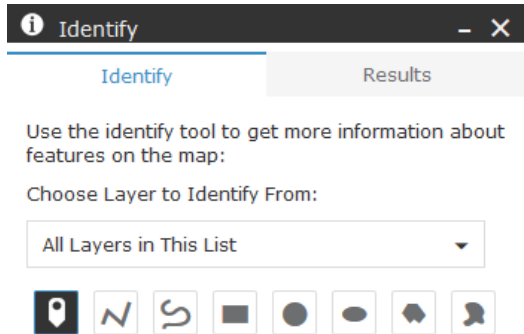 Identify
Identify Results
Use the identify tool to get more information about
features on the map:
Choose Layer to Identify From:
All Layers in This List